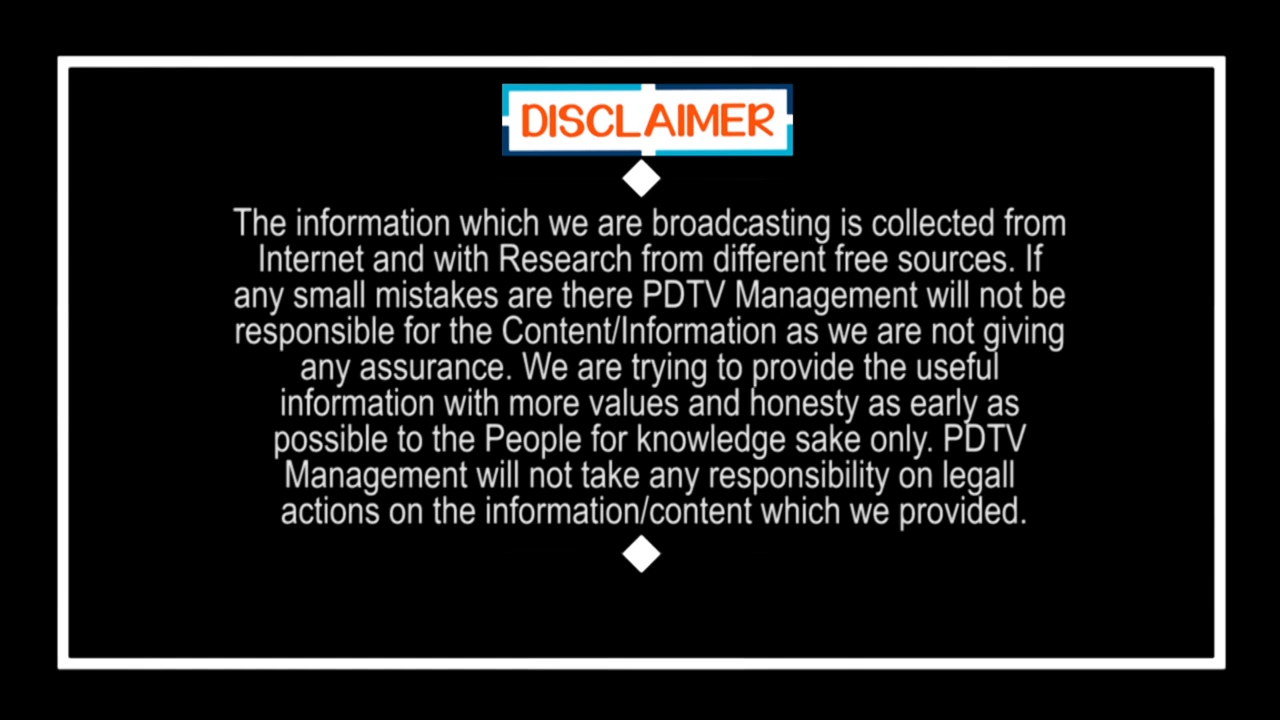 DISCLAIMER
The information which we are broadcasting is collected from
Internet and with Research from different free sources. If
any small mistakes are there PDTV Management will not be
responsible for the Content/Information as we are not giving
any assurance. We are trying to provide the useful
information with more values and honesty as early as
possible to the People for knowledge sake only. PDTV
Management will not take any responsibility on legall
actions on the information/content which we provided.